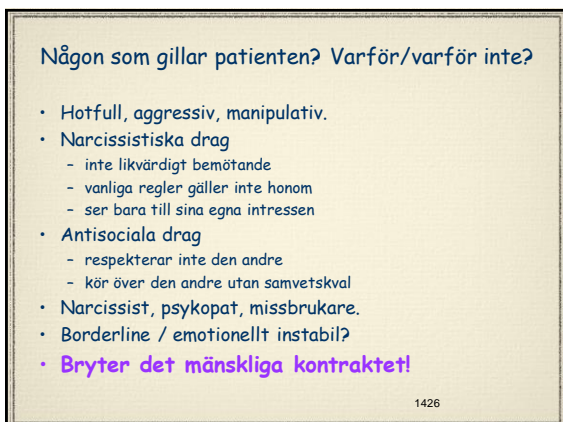 Någon som gillar patienten? Varför/varför inte?
• Hotfull, aggressiv, manipulativ.
• Narcissistiska drag
– inte likvärdigt bemötande
– vanliga regler gäller inte honom
– ser bara till sina egna intressen
• Antisociala drag
– respekterar inte den andre
– kör över den andre utan samvetskval
• Narcissist, psykopat, missbrukare.
• Borderline / emotionellt instabil?
• Bryter det mänskliga kontraktet!
1426